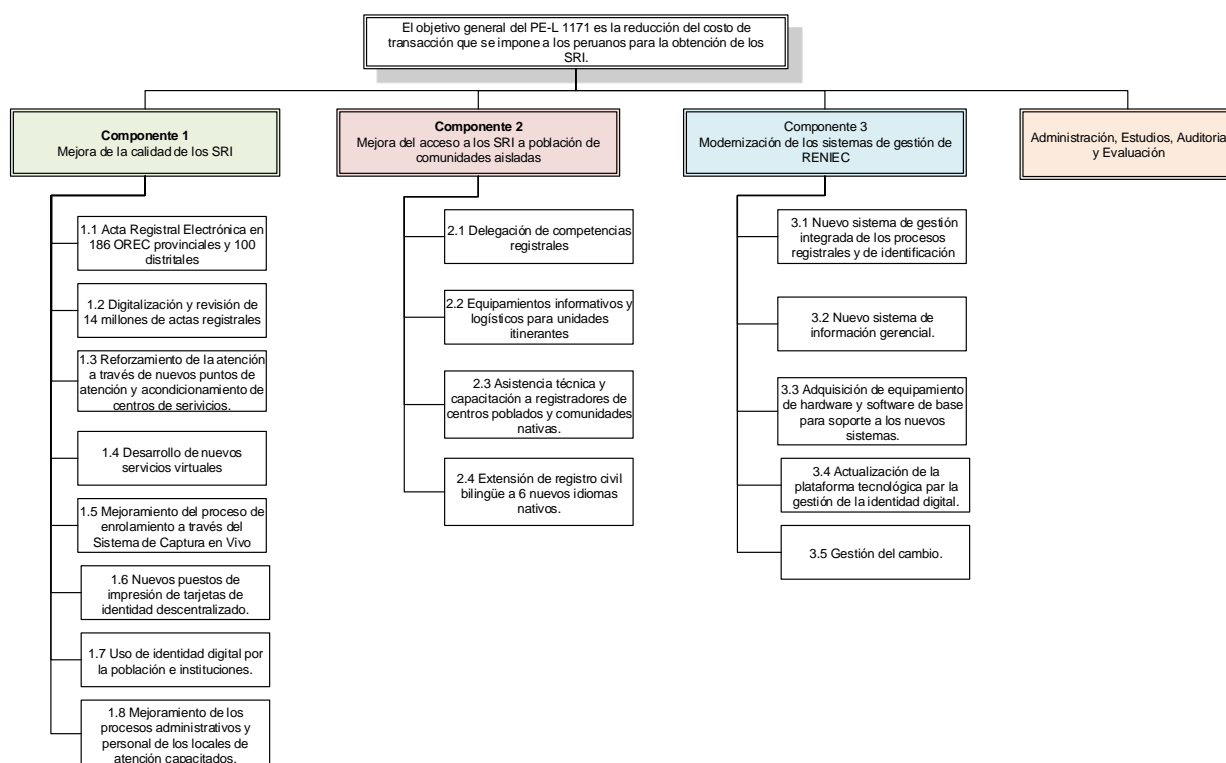 El objetivo general del PE-L 1171 es la reducción del costo de
transacción que se impone a los peruanos para la obtención de los
SRI.
Componente 1
Mejora de la calidad de los SRI
Componente 2
Mejora del acceso a los SRI a población de
comunidades aisladas
Componente 3
Modernización de los sistemas de gestión de
RENIEC
Administración, Estudios, Auditoria
y Evaluación
1.1 Acta Registral Electrónica en
186 OREC provinciales y 100
distritales
1.2 Digitalización y revisión de
14 millones de actas registrales
1.3 Reforzamiento de la atención
a través de nuevos puntos de
atención y acondicionamiento de
centros de servicios.
1.4 Desarrollo de nuevos
servicios virtuales
1.5 Mejoramiento del proceso de
enrolamiento a través del
Sistema de Captura en Vivo
1.6 Nuevos puestos de
impresión de tarjetas de
identidad descentralizado.
1.7 Uso de identidad digital por
la población e instituciones.
1.8 Mejoramiento de los
procesos administrativos y
personal de los locales de
atención capacitados.
2.1 Delegación de competencias
registrales
2.2 Equipamientos informativos y
logísticos para unidades
itinerantes
2.3 Asistencia técnica y
capacitación a registradores de
centros poblados y comunidades
nativas.
2.4 Extensión de registro civil
bilingüe a 6 nuevos idiomas
nativos.
3.1 Nuevo sistema de gestión
integrada de los procesos
registrales y de identificación
3.2 Nuevo sistema de
información gerencial.
3.3 Adquisición de equipamiento
de hardware y software de base
para soporte a los nuevos
sistemas.
3.4 Actualización de la
plataforma tecnológica par la
gestión de la identidad digital.
3.5 Gestión del cambio.